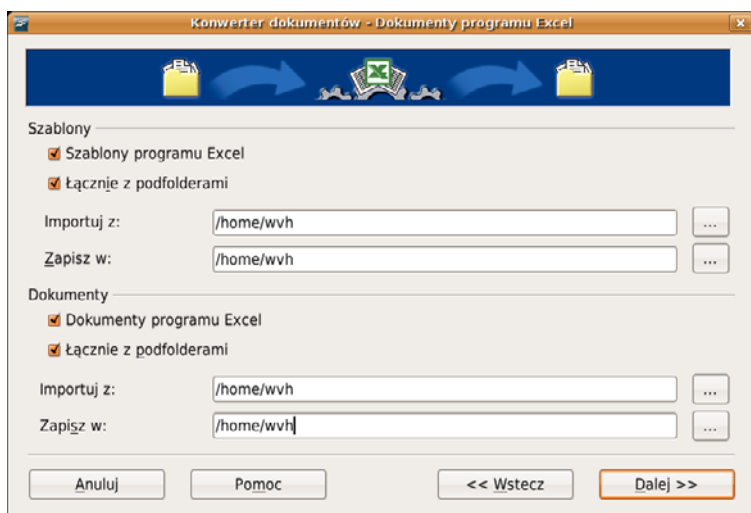 Konwerter dokumentów - Dokumenty programu Excel
Szablony
Szablony programu Excel
Łącznie z podfolderami
Importuj z: /home/wvh ...
Zapisz w: /home/wvh ...
Dokumenty
Dokumenty programu Excel
Łącznie z podfolderami
Importuj z: /home/wvh ...
Zapisz w: /home/wvh ...
Anuluj Pomoc << Wstecz Dalej >>